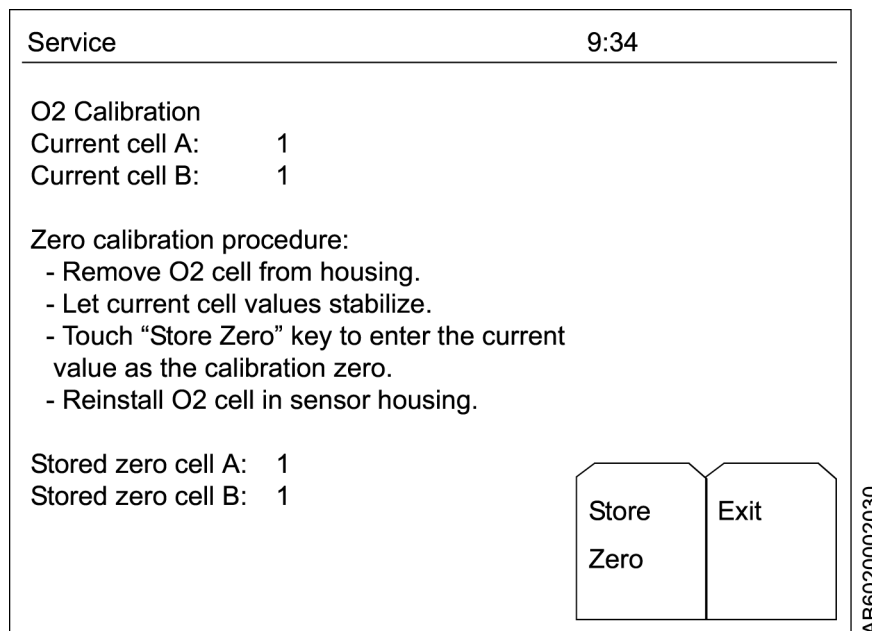 Service 9:34
O2 Calibration
Current cell A: 1
Current cell B: 1
Zero calibration procedure:
- Remove O2 cell from housing.
- Let current cell values stabilize.
- Touch “Store Zero” key to enter the current
value as the calibration zero.
- Reinstall O2 cell in sensor housing.
Stored zero cell A: 1
Stored zero cell B: 1
Store Exit
Zero
AB6020002030